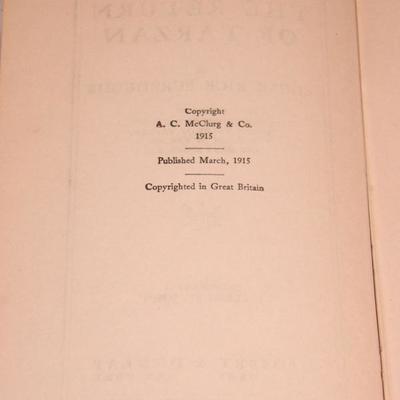 Copyright
A. C. McClurg & Co.
1915
Published March, 1915
Copyrighted in Great Britain